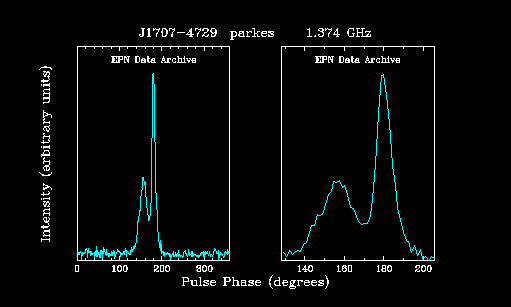 J1707-4729 parkes 1.374 GHz
EPN Data Archive EPN Data Archive
Intensity (arbitrary units)
0 100 200 300 140 160 180 200
Pulse Phase (degrees)